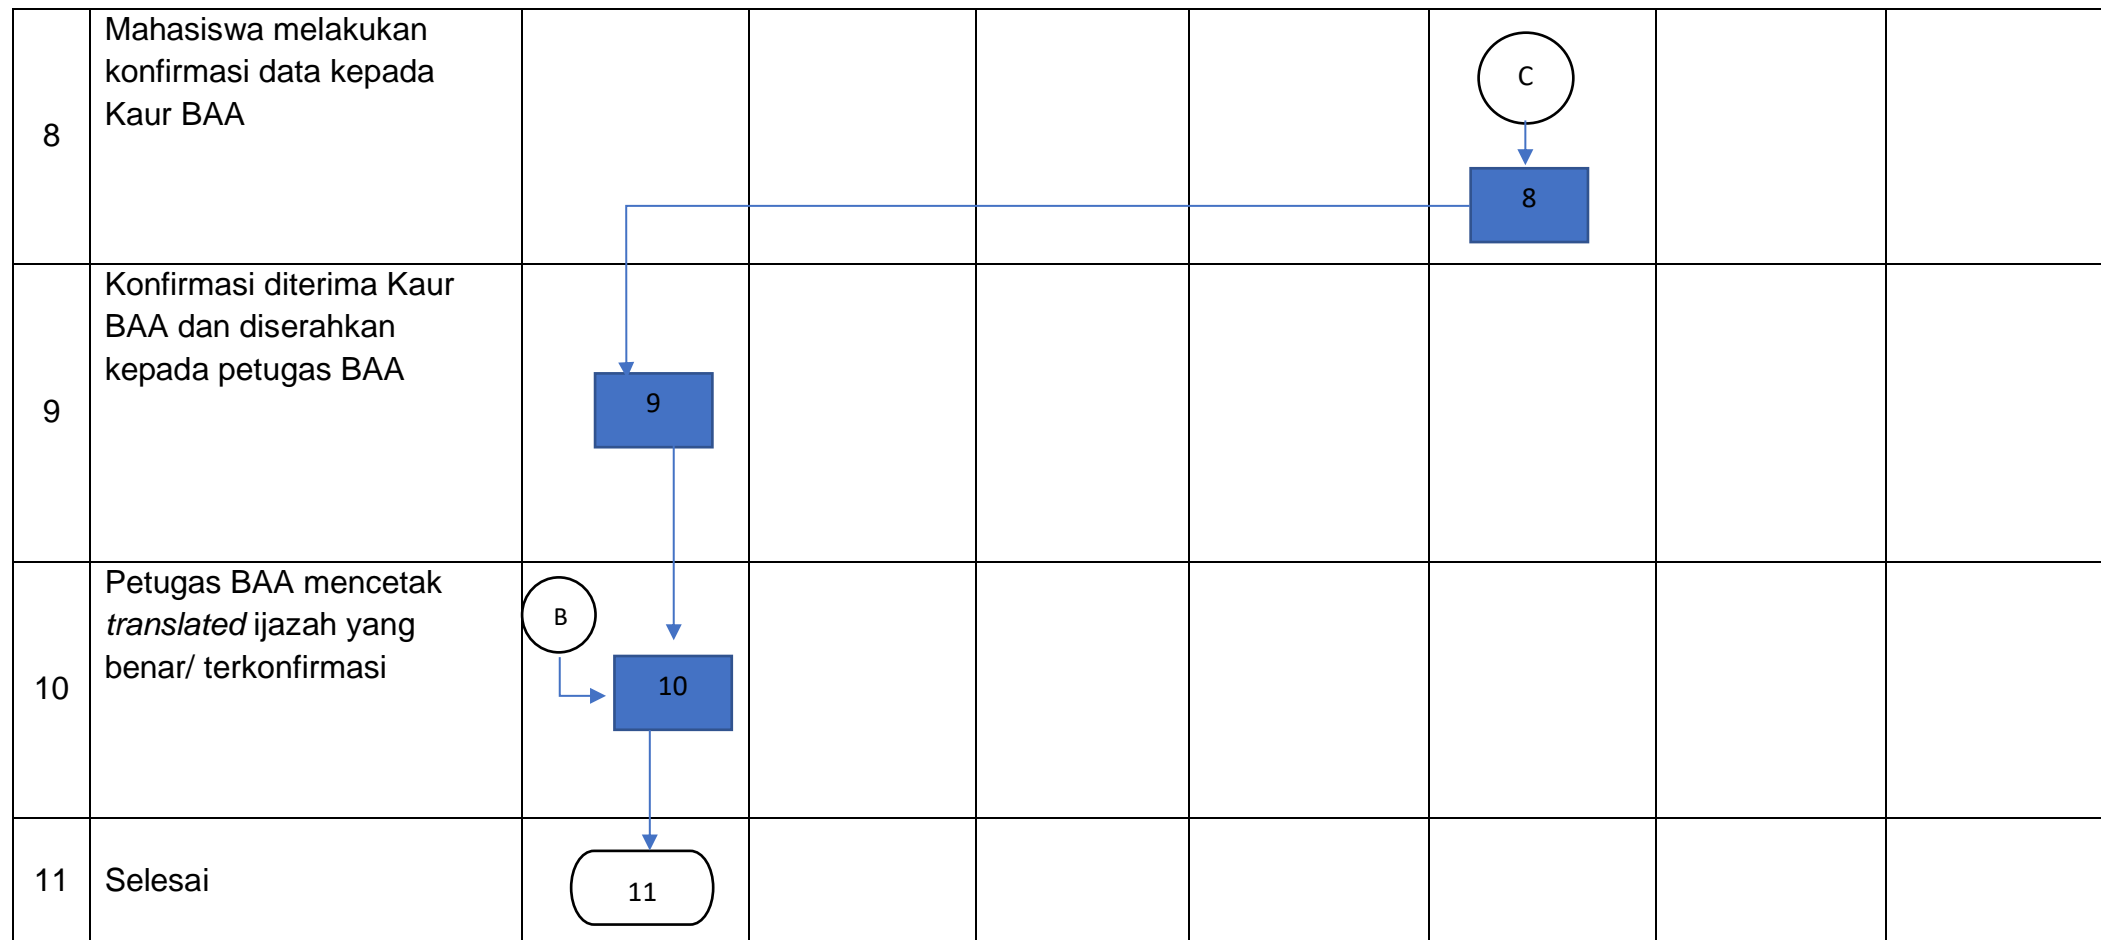 8
Mahasiswa melakukan
konfirmasi data kepada
Kaur BAA
C
8
9
Konfirmasi diterima Kaur
BAA dan diserahkan
kepada petugas BAA
9
10
Petugas BAA mencetak
translated ijazah yang
benar/ terkonfirmasi
B
10
11
Selesai
11